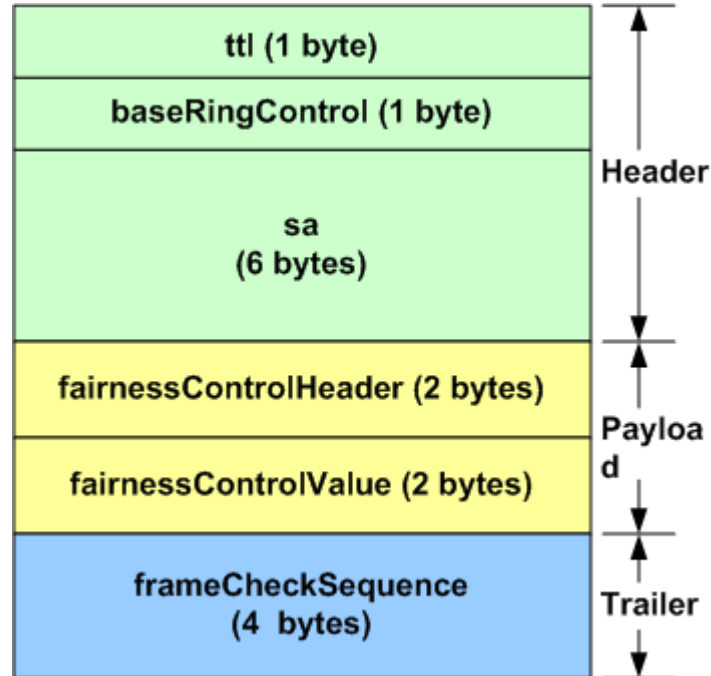 ttl (1 byte)
baseRingControl (1 byte)
Header
sa
(6 bytes)
fairnessControlHeader (2 bytes)
Payloa
d
fairnessControlValue (2 bytes)
frameCheckSequence
(4  bytes)
Trailer